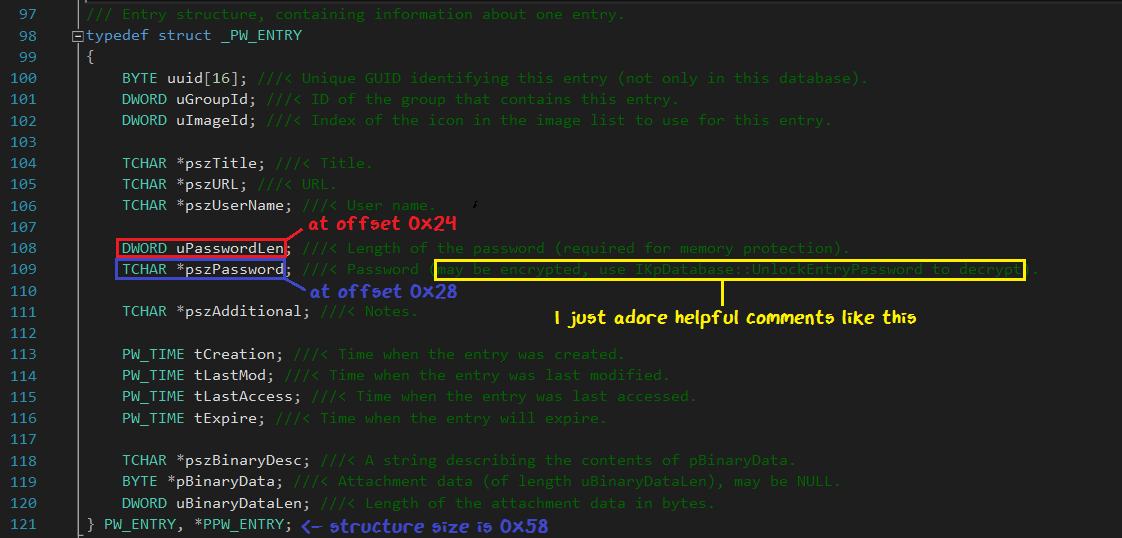 97 /// Entry structure, containing information about one entry.
98 typedef struct _PW_ENTRY
99 {
100 BYTE uuid[16]; ///< Unique GUID identifying this entry (not only in this database).
101 DWORD uGroupId; ///< ID of the group that contains this entry.
102 DWORD uImageId; ///< Index of the icon in the image list to use for this entry.
103
104 TCHAR *pszTitle; ///< Title.
105 TCHAR *pszURL; ///< URL.
106 TCHAR *pszUserName; ///< User name.
107
at offset 0x24
108 DWORD uPasswordLen; ///< Length of the password (required for memory protection).
109 TCHAR *pszPassword; ///< Password (may be encrypted, use IKpDatabase::UnlockEntryPassword to decrypt).
110
at offset 0x28
111 TCHAR *pszAdditional; ///< Notes.
I just adore helpful comments like this
112
113 PW_TIME tCreation; ///< Time when the entry was created.
114 PW_TIME tLastMod; ///< Time when the entry was last modified.
115 PW_TIME tLastAccess; ///< Time when the entry was last accessed.
116 PW_TIME tExpire; ///< Time when the entry will expire.
117
118 TCHAR *pszBinaryDesc; ///< A string describing the contents of pBinaryData.
119 BYTE *pBinaryData; ///< Attachment data (of length uBinaryDataLen), may be NULL.
120 DWORD uBinaryDataLen; ///< Length of the attachment data in bytes.
121 } PW_ENTRY, *PPW_ENTRY; <- structure size is 0x58